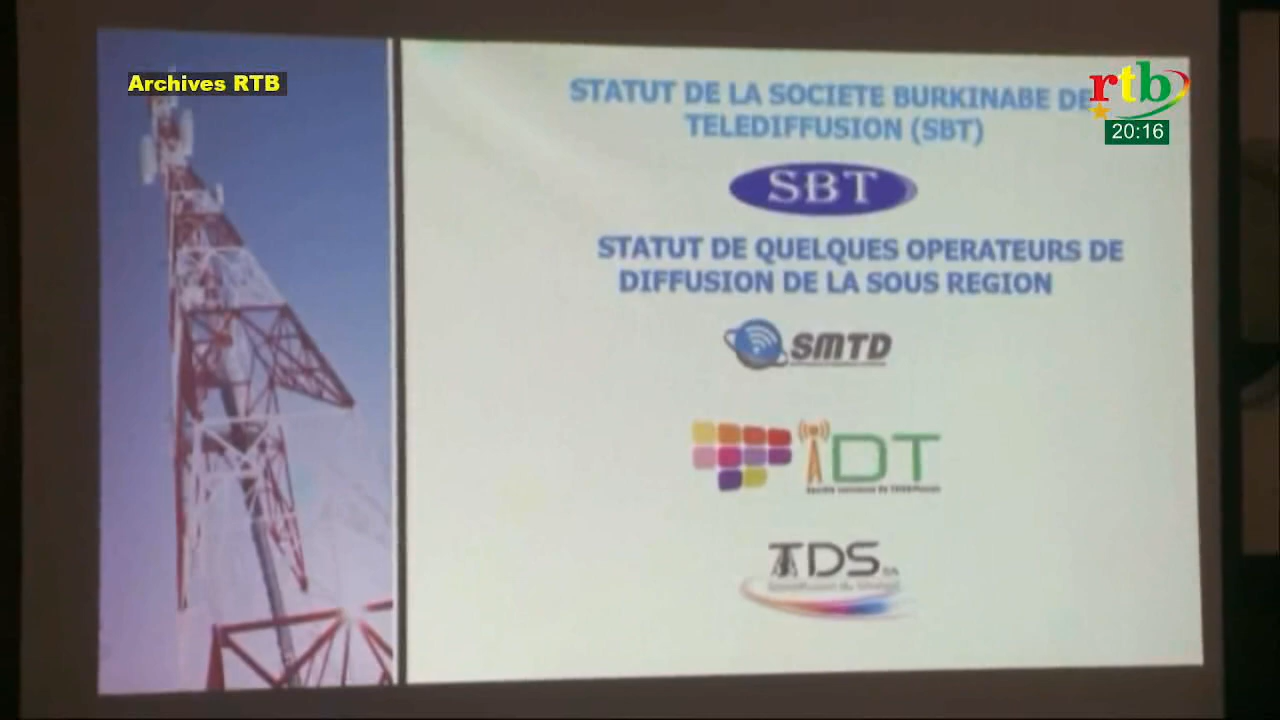 Archives RTB
rtb
20:16
STATUT DE LA SOCIETE BURKINABE DE
TELEDIFFUSION (SBT)
SBT
STATUT DE QUELQUES OPERATEURS DE
DIFFUSION DE LA SOUS REGION
SMTD
IDT
TDS